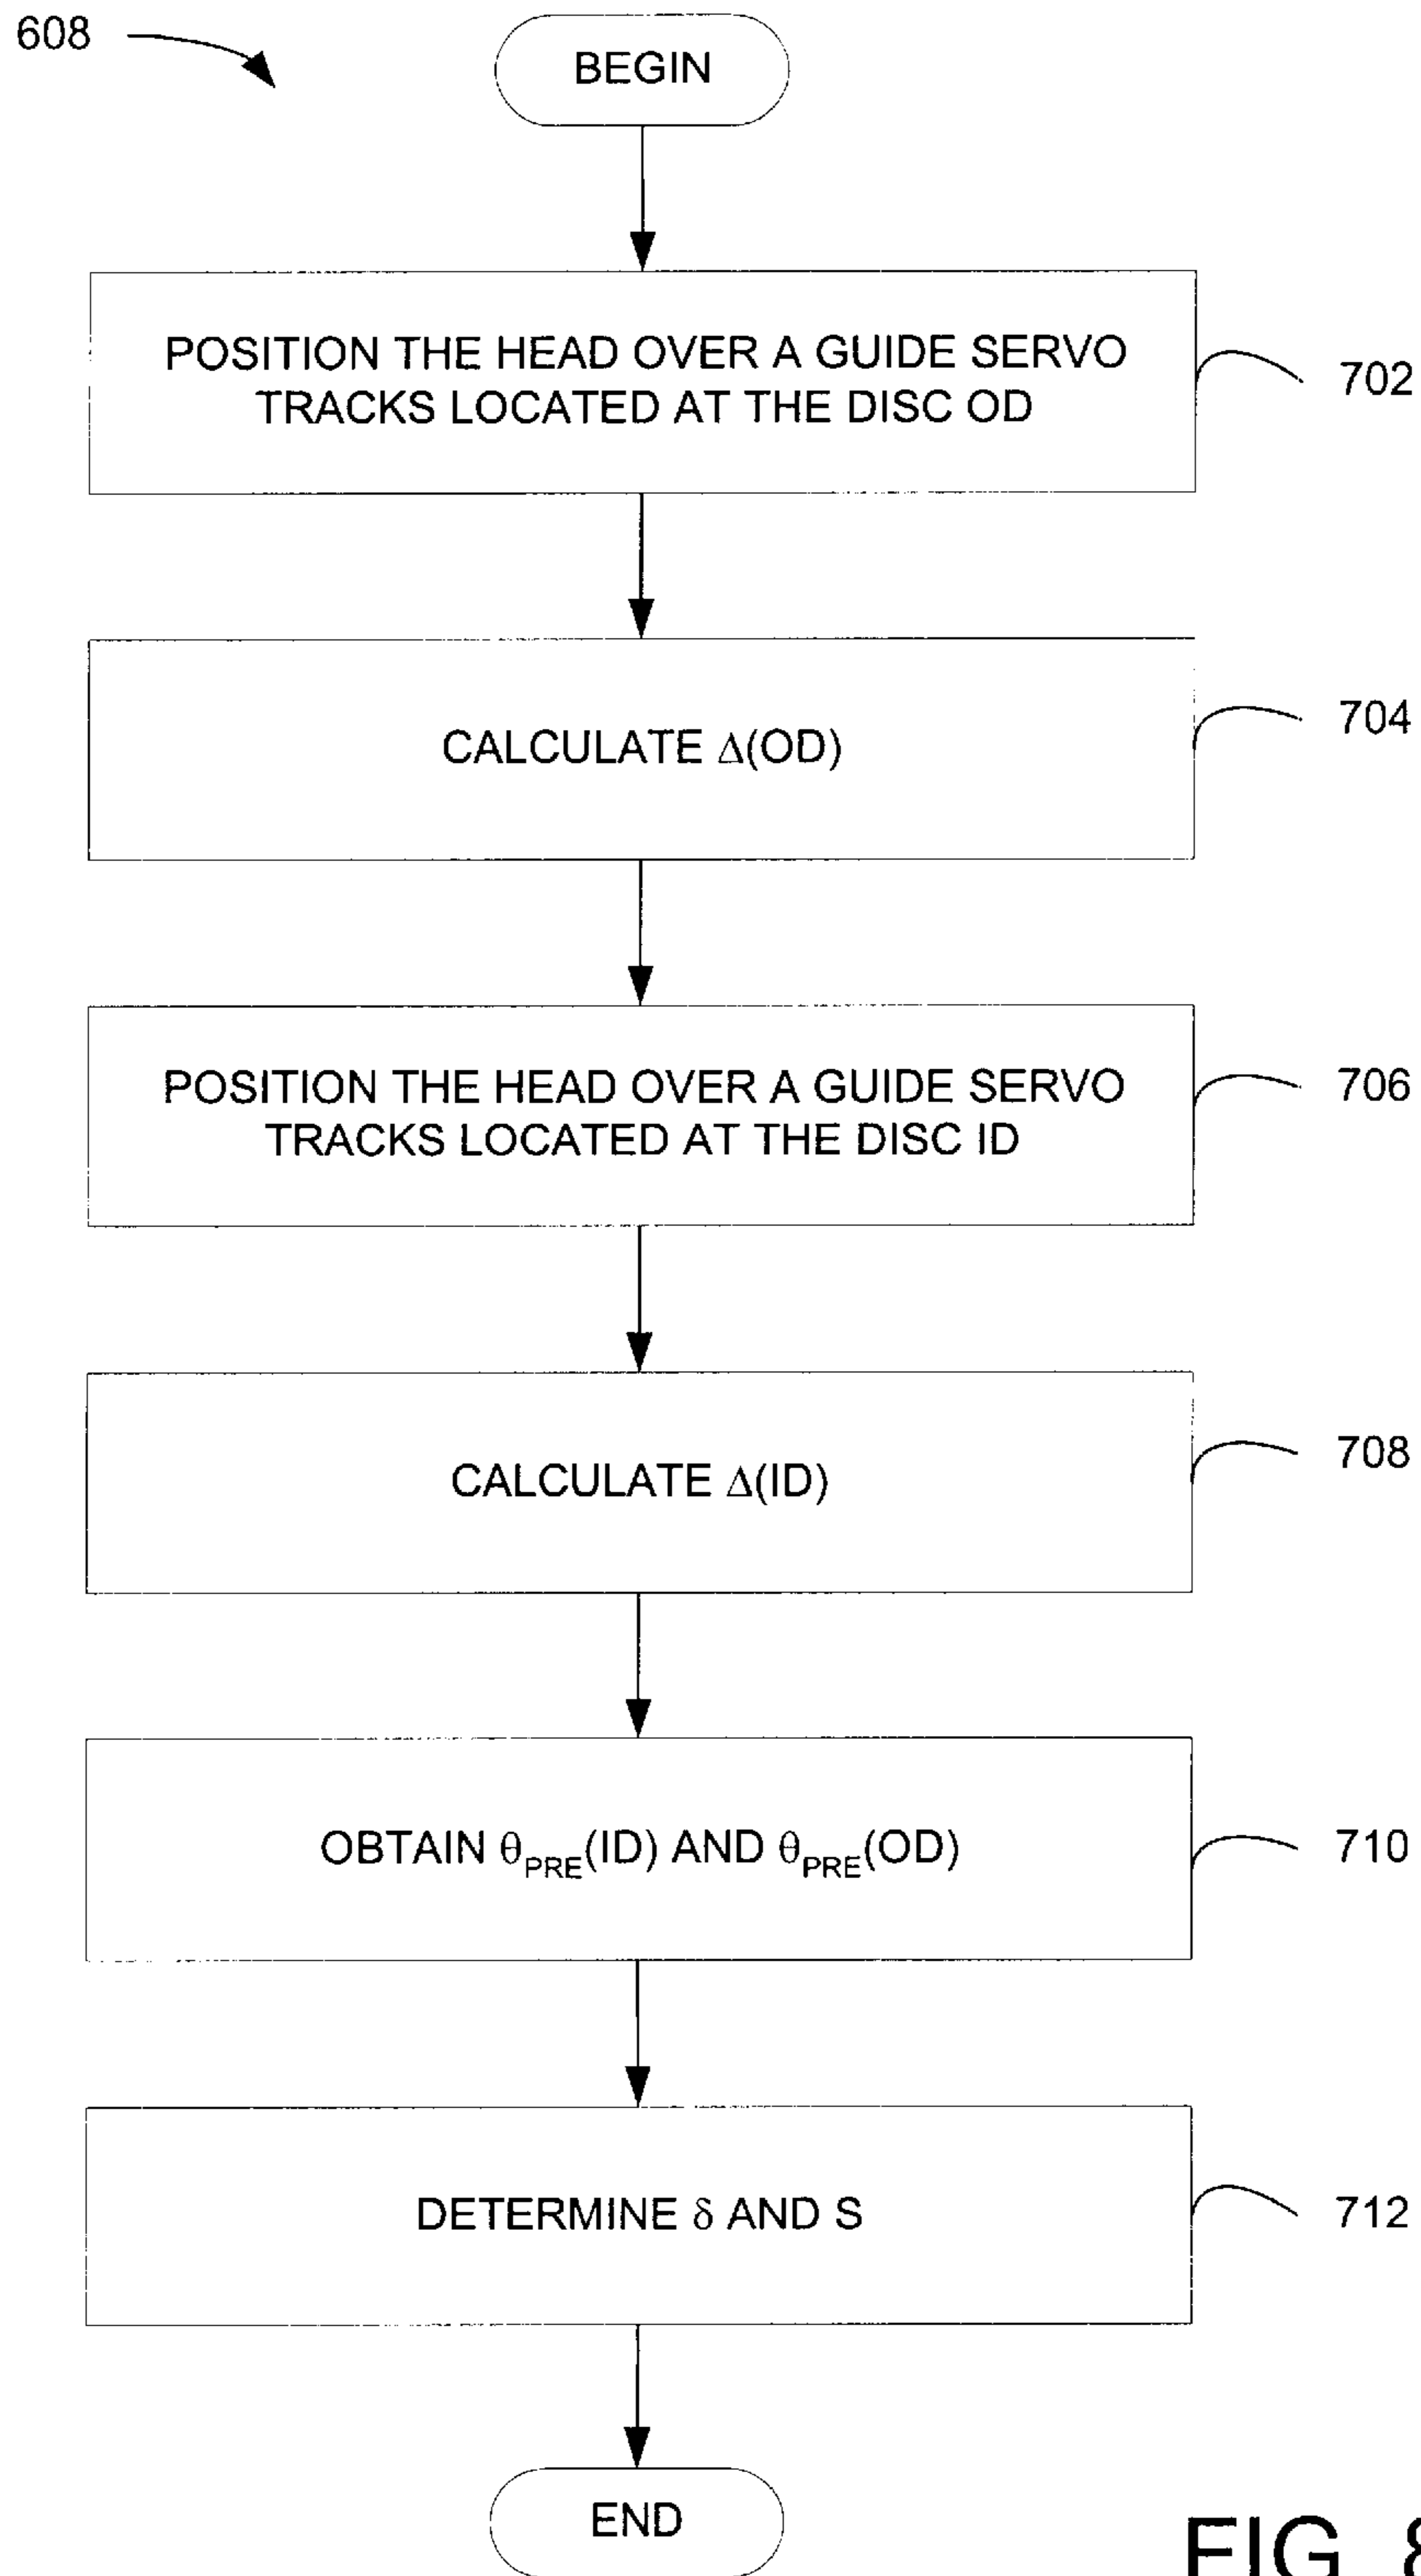 608
BEGIN
POSITION THE HEAD OVER A GUIDE SERVO
TRACKS LOCATED AT THE DISC OD
702
CALCULATE Δ(OD)
704
POSITION THE HEAD OVER A GUIDE SERVO
TRACKS LOCATED AT THE DISC ID
706
CALCULATE Δ(ID)
708
OBTAIN θPRE(ID) AND θPRE(OD)
710
DETERMINE δ AND S
712
END
FIG. 8